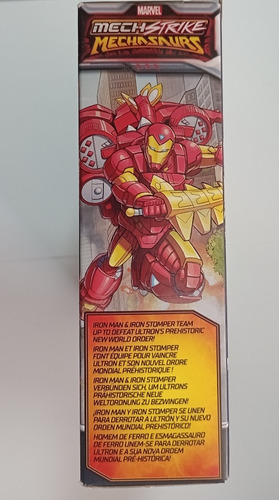 MARVEL
MECH STRIKE
MECHASAURS
IRON MAN & IRON STOMPER TEAM
UP TO DEFEAT ULTRON'S PREHISTORIC
NEW WORLD ORDER!
IRON MAN ET IRON STOMPER
FONT ÉQUIPE POUR VAINCRE
ULTRON ET SON NOUVEL ORDRE
MONDIAL PRÉHISTORIQUE !
IRON MAN & IRON STOMPER
VERBÜNDEN SICH, UM ULTRONS
PRÄHISTORISCHE NEUE
WELTORDNUNG ZU BEZWINGEN!
¡IRON MAN Y IRON STOMPER SE UNEN
PARA DERROTAR A ULTRÓN Y SU NUEVO
ORDEN MUNDIAL PREHISTÓRICO!
HOMEM DE FERRO E ESMAGASSAURO
DE FERRO UNEM-SE PARA DERROTAR
ULTRON E A SUA NOVA ORDEM
MUNDIAL PRÉ-HISTÓRICA!